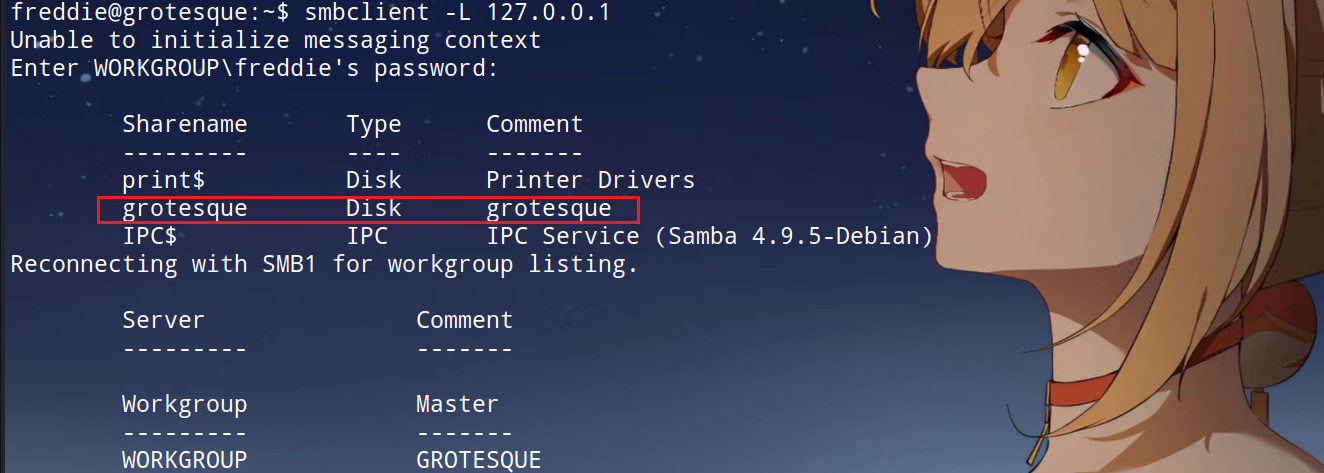 freddie@grotesque:~$ smbclient -L 127.0.0.1
Unable to initialize messaging context
Enter WORKGROUP\freddie's password:
Sharename Type Comment
--------- ---- -------
print$ Disk Printer Drivers
grotesque Disk grotesque
IPC$ IPC IPC Service (Samba 4.9.5-Debian)
Reconnecting with SMB1 for workgroup listing.
Server Comment
--------- -------
Workgroup Master
--------- -------
WORKGROUP GROTESQUE